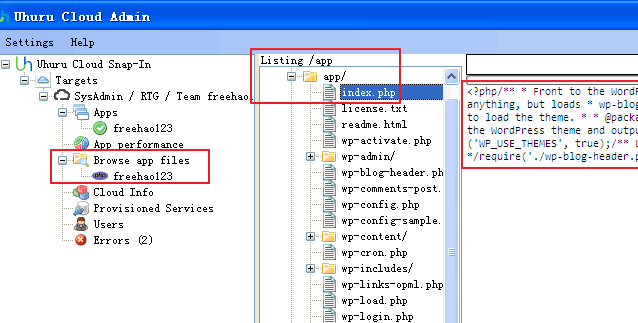 Uhuru Cloud Admin
Settings Help
Uhuru Cloud Snap-In
Targets
SysAdmin / RTG / Team freehao
Apps
freehao123
App performance
Browse app files
freehao123
Cloud Info
Provisioned Services
Users
Errors (2)
Listing /app
app/
index.php
license.txt
readme.html
wp-activate.php
wp-admin/
wp-blog-header.ph
wp-comments-post.
wp-config.php
wp-config-sample.
wp-content/
wp-cron.php
wp-includes/
wp-links-opml.php
wp-load.php
wp-login.php
<?php/** * Front to the WordP
anything, but loads * wp-blog
to load the theme. * * @packa
the WordPress theme and outpu
('WP_USE_THEMES', true);/** L
*/require('./wp-blog-header.p